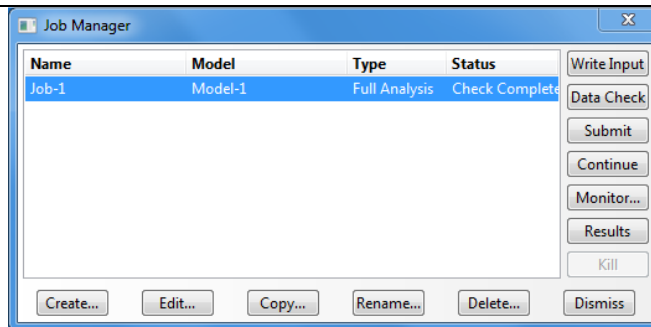 Job Manager
Name Model Type Status Write Input
Job-1 Model-1 Full Analysis Check Complete Data Check
Submit
Continue
Monitor...
Results
Kill
Create... Edit... Copy... Rename... Delete... Dismiss